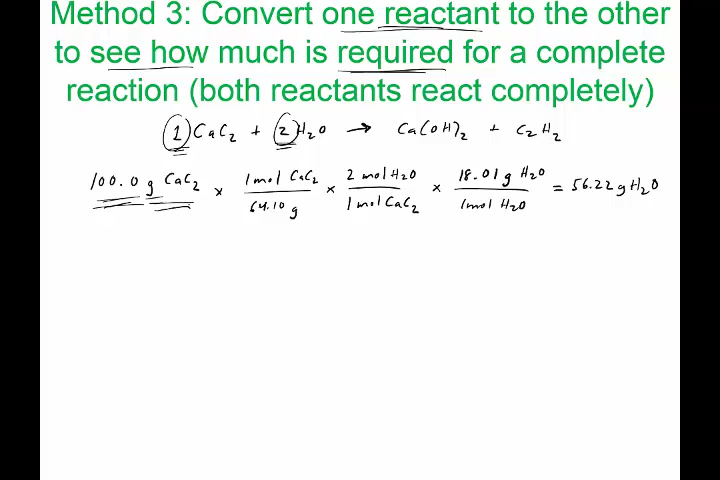 Method 3: Convert one reactant to the other
to see how much is required for a complete
reaction (both reactants react completely)
1 CaC₂ + 2 H₂O → Ca(OH)₂ + C₂H₂
100.0 g CaC₂ × 1 mol CaC₂ / 64.10 g × 2 mol H₂O / 1 mol CaC₂ × 18.01 g H₂O / 1 mol H₂O = 56.22 g H₂O